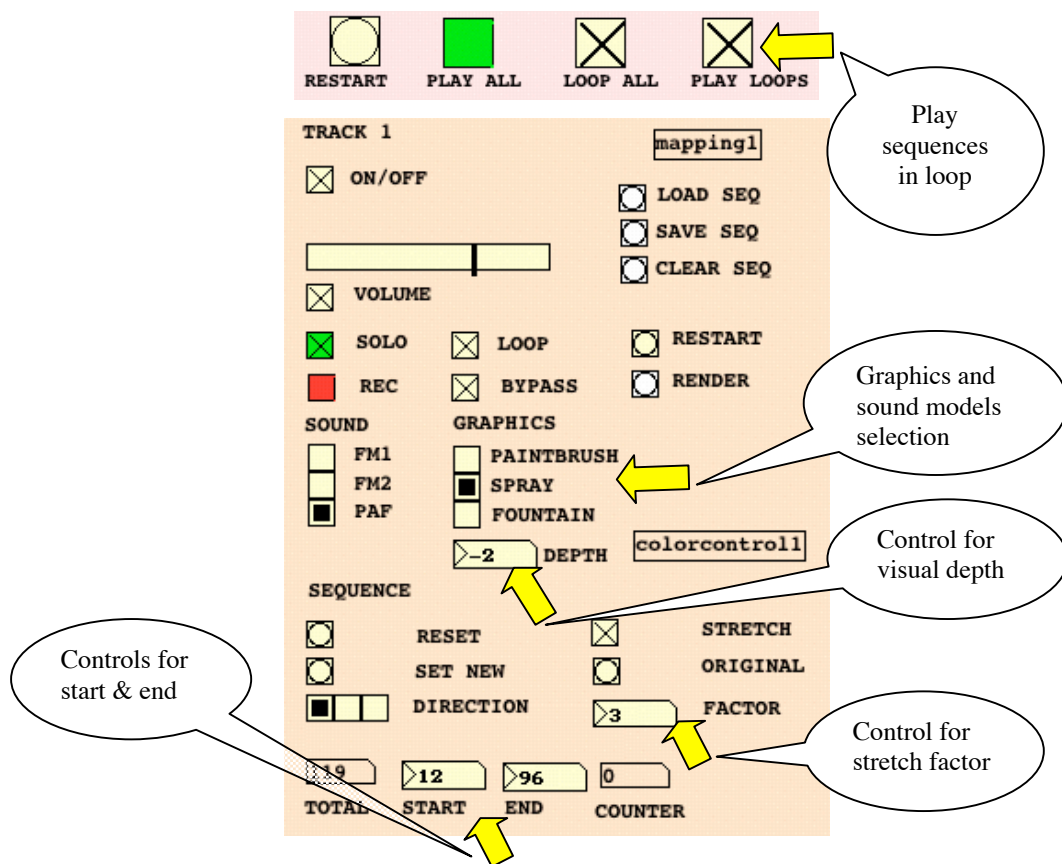 RESTART PLAY ALL LOOP ALL PLAY LOOPS
Play
sequences
in loop
TRACK 1
mapping1
ON/OFF
LOAD SEQ
SAVE SEQ
CLEAR SEQ
VOLUME
SOLO LOOP RESTART
REC BYPASS RENDER
Graphics and
sound models
selection
SOUND GRAPHICS
FM1 PAINTBRUSH
FM2 SPRAY
PAF FOUNTAIN
-2 DEPTH colorcontrol1
Control for
visual depth
SEQUENCE
RESET STRETCH
SET NEW ORIGINAL
DIRECTION 3 FACTOR
Controls for
start & end
Control for
stretch factor
119 12 96 0
TOTAL START END COUNTER